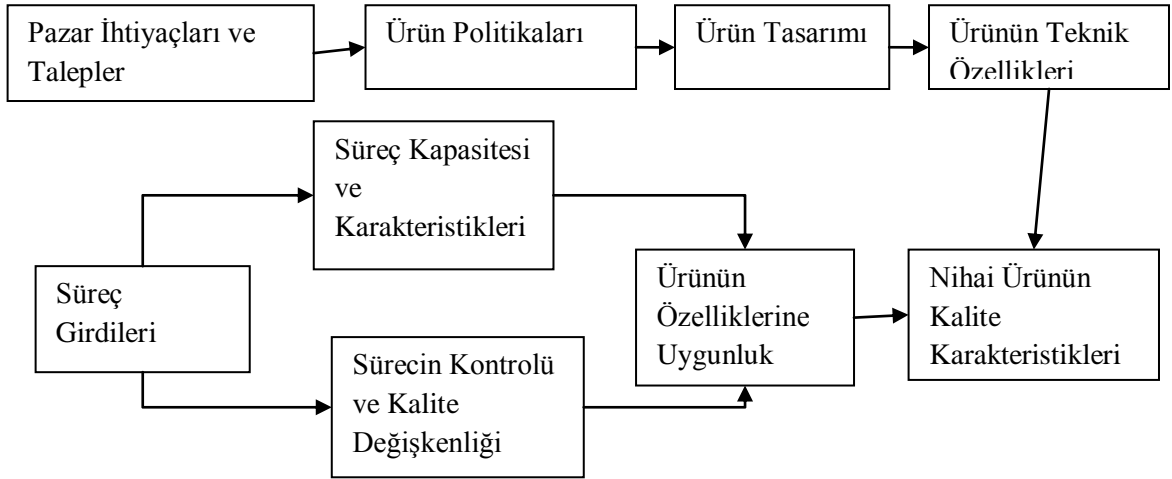 Pazar İhtiyaçları ve
Talepler
Ürün Politikaları
Ürün Tasarımı
Ürünün Teknik
Özellikleri
Süreç Kapasitesi
ve
Karakteristikleri
Süreç
Girdileri
Sürecin Kontrolü
ve Kalite
Değişkenliği
Ürünün
Özelliklerine
Uygunluk
Nihai Ürünün
Kalite
Karakteristikleri